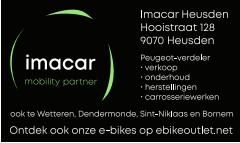 imacar
mobility partner
Imacar Heusden
Hooistraat 128
9070 Heusden
Peugeot-verdeler
• verkoop
• onderhoud
• herstellingen
• carrosseriewerken
ook te Wetteren, Dendermonde, Sint-Niklaas en Bornem
Ontdek ook onze e-bikes op ebikeoutlet.net